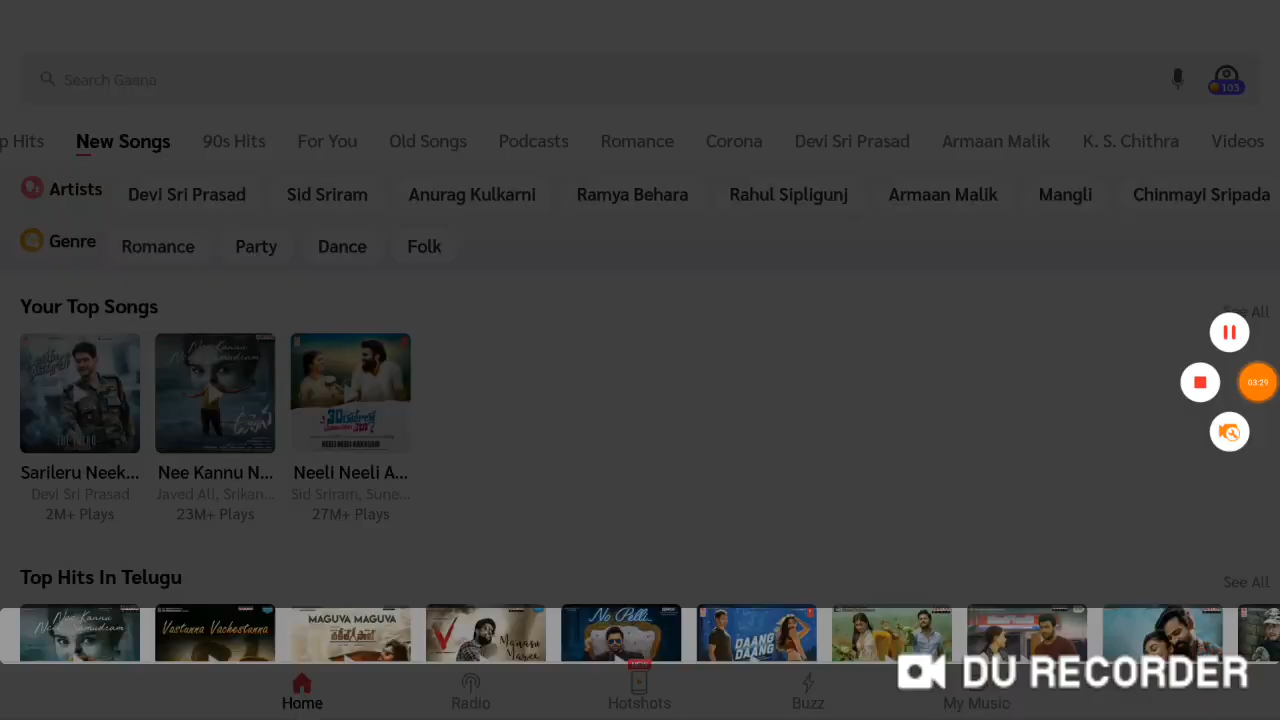 Search Gaana
103
p Hits New Songs 90s Hits For You Old Songs Podcasts Romance Corona Devi Sri Prasad Armaan Malik K. S. Chithra Videos
Artists Devi Sri Prasad Sid Sriram Anurag Kulkarni Ramya Behara Rahul Sipligunj Armaan Malik Mangli Chinmayi Sripada
Genre Romance Party Dance Folk
Your Top Songs See All
03:29
Sarileru Neek... Nee Kannu N... Neeli Neeli A...
Devi Sri Prasad Javed Ali, Srikan... Sid Sriram, Sune...
2M+ Plays 23M+ Plays 27M+ Plays
Top Hits In Telugu See All
Nee Kannu Neeli Samudram
Vastunna Vachestunna
MAGUVA MAGUVA
Manasu Maree
No Pelli
DAANG DAANG
DU RECORDER
Home Radio Hotshots Buzz My Music